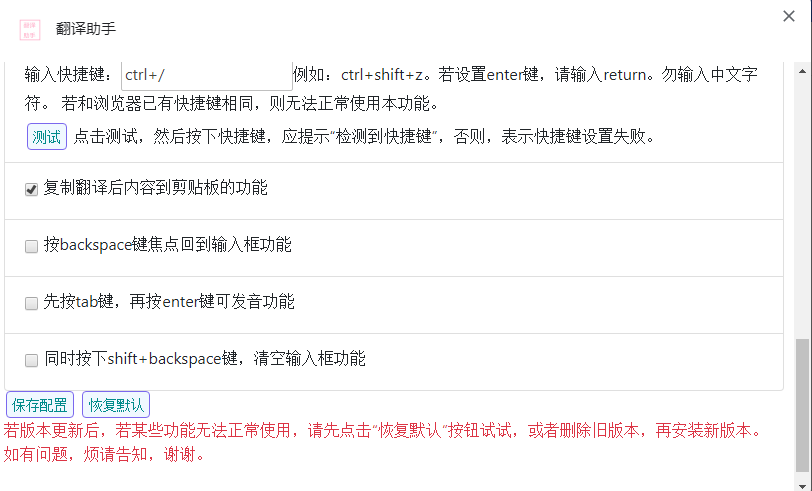 翻译助手
翻译助手
输入快捷键：ctrl+/例如：ctrl+shift+z。若设置enter键，请输入return。勿输入中文字
符。 若和浏览器已有快捷键相同，则无法正常使用本功能。
测试 点击测试，然后按下快捷键，应提示“检测到快捷键”，否则，表示快捷键设置失败。
复制翻译后内容到剪贴板的功能
按backspace键焦点回到输入框功能
先按tab键，再按enter键可发音功能
同时按下shift+backspace键，清空输入框功能
保存配置 恢复默认
若版本更新后，若某些功能无法正常使用，请先点击“恢复默认”按钮试试，或者删除旧版本，再安装新版本。
如有问题，烦请告知，谢谢。